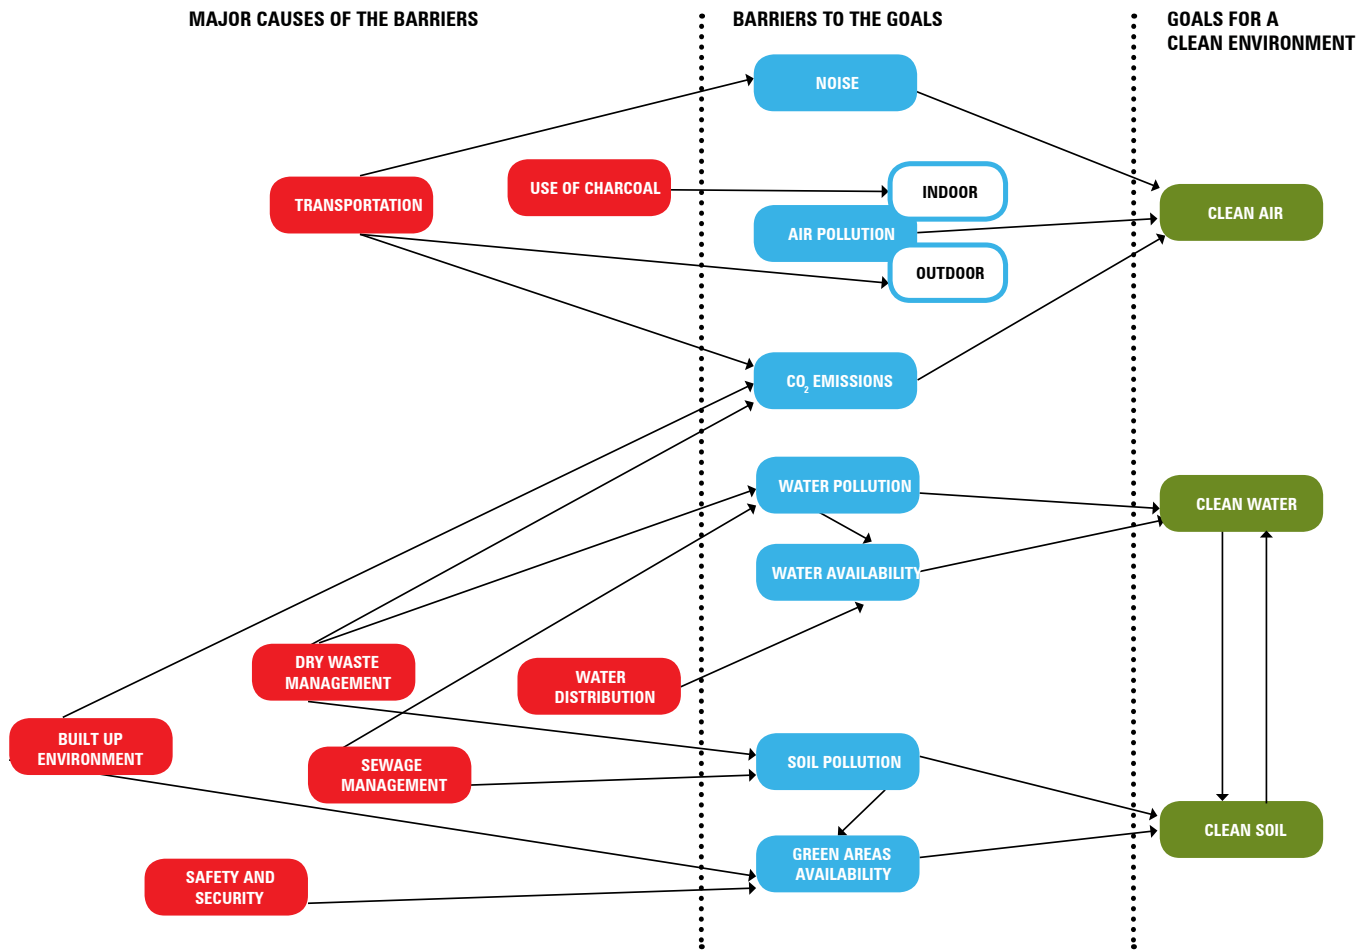 MAJOR CAUSES OF THE BARRIERS
BARRIERS TO THE GOALS
GOALS FOR A
CLEAN ENVIRONMENT
NOISE
USE OF CHARCOAL
INDOOR
TRANSPORTATION
CLEAN AIR
AIR POLLUTION
OUTDOOR
CO₂ EMISSIONS
WATER POLLUTION
CLEAN WATER
WATER AVAILABILITY
DRY WASTE
MANAGEMENT
WATER
DISTRIBUTION
BUILT UP
ENVIRONMENT
SEWAGE
MANAGEMENT
SOIL POLLUTION
CLEAN SOIL
GREEN AREAS
AVAILABILITY
SAFETY AND
SECURITY